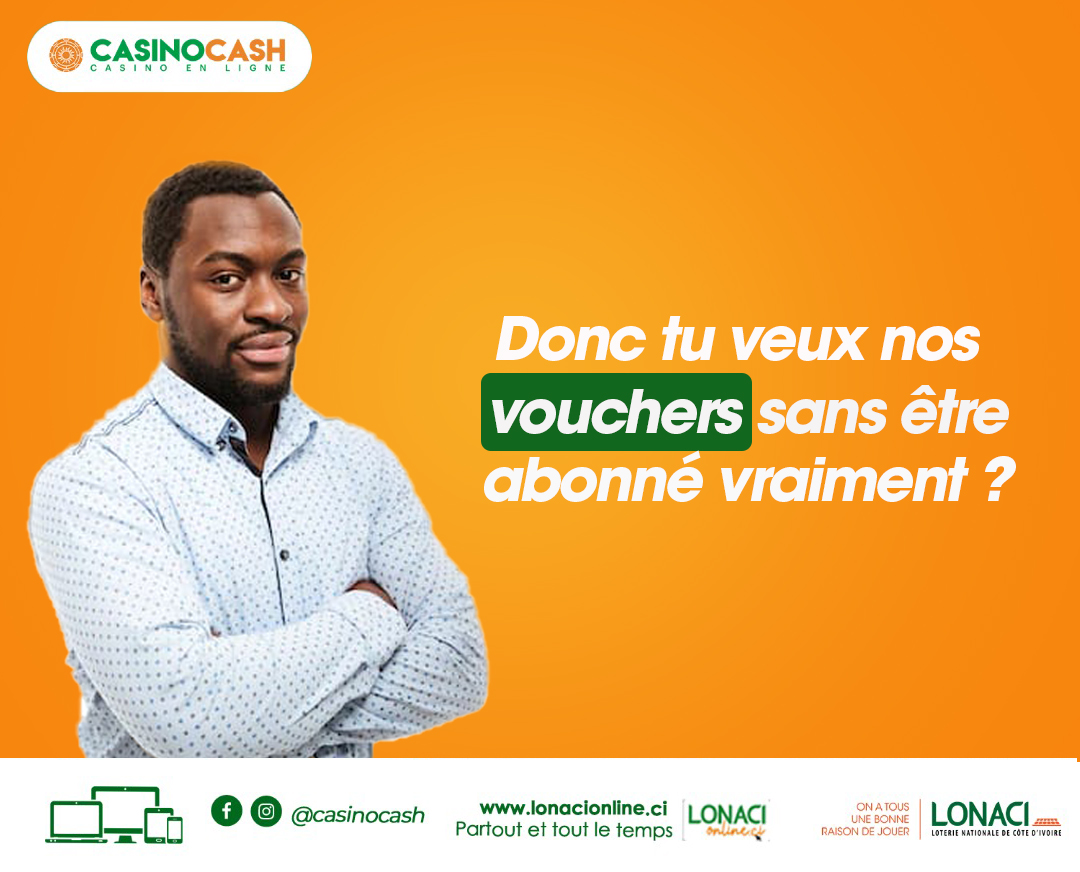 CASINOCASH
CASINO EN LIGNE
Donc tu veux nos
vouchers sans être
abonné vraiment ?
@casinocash
www.lonacionline.ci
Partout et tout le temps
LONACI
online.ci
ON A TOUS
UNE BONNE
RAISON DE JOUER
LONACI
LOTERIE NATIONALE DE CÔTE D'IVOIRE